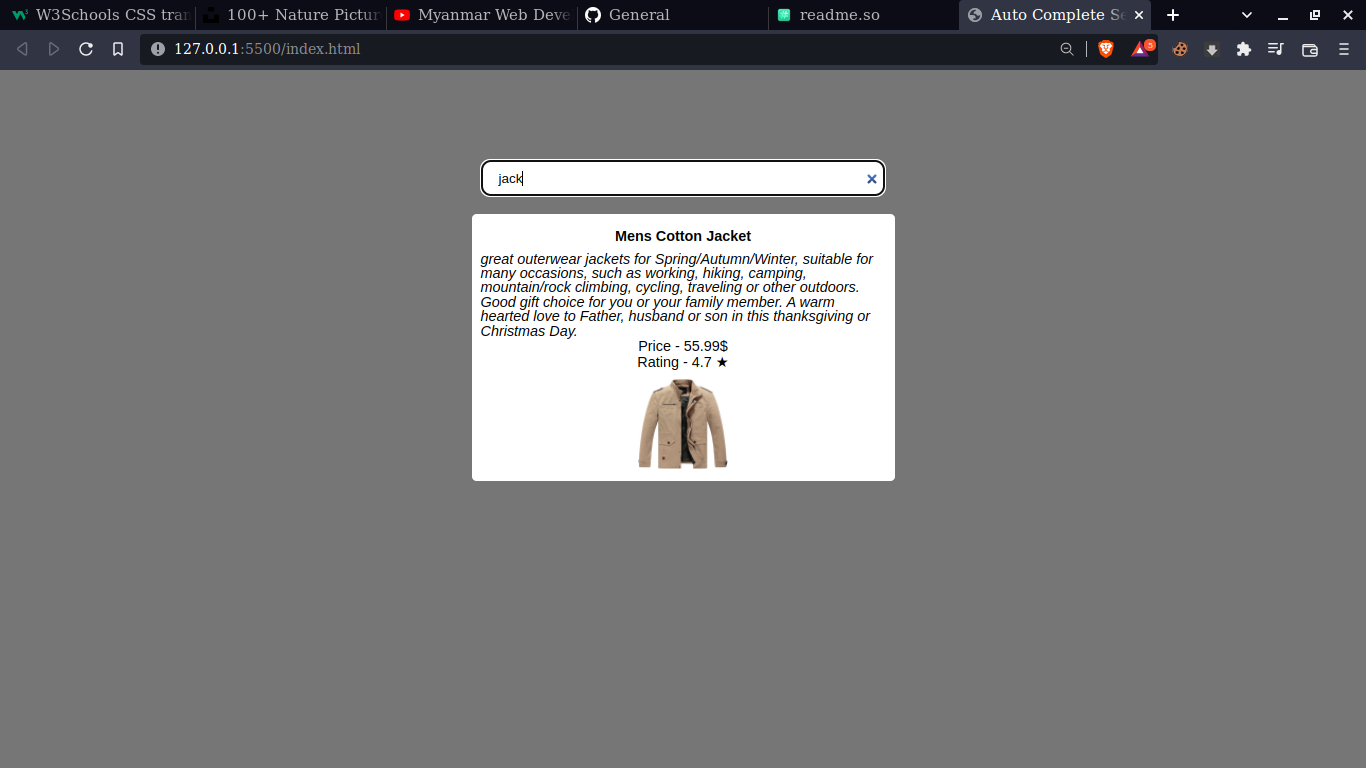 W3Schools CSS tran
100+ Nature Pictur
Myanmar Web Deve
General
readme.so
Auto Complete Se
127.0.0.1:5500/index.html
5
jack
Mens Cotton Jacket
great outerwear jackets for Spring/Autumn/Winter, suitable for
many occasions, such as working, hiking, camping,
mountain/rock climbing, cycling, traveling or other outdoors.
Good gift choice for you or your family member. A warm
hearted love to Father, husband or son in this thanksgiving or
Christmas Day.
Price - 55.99$
Rating - 4.7 ★